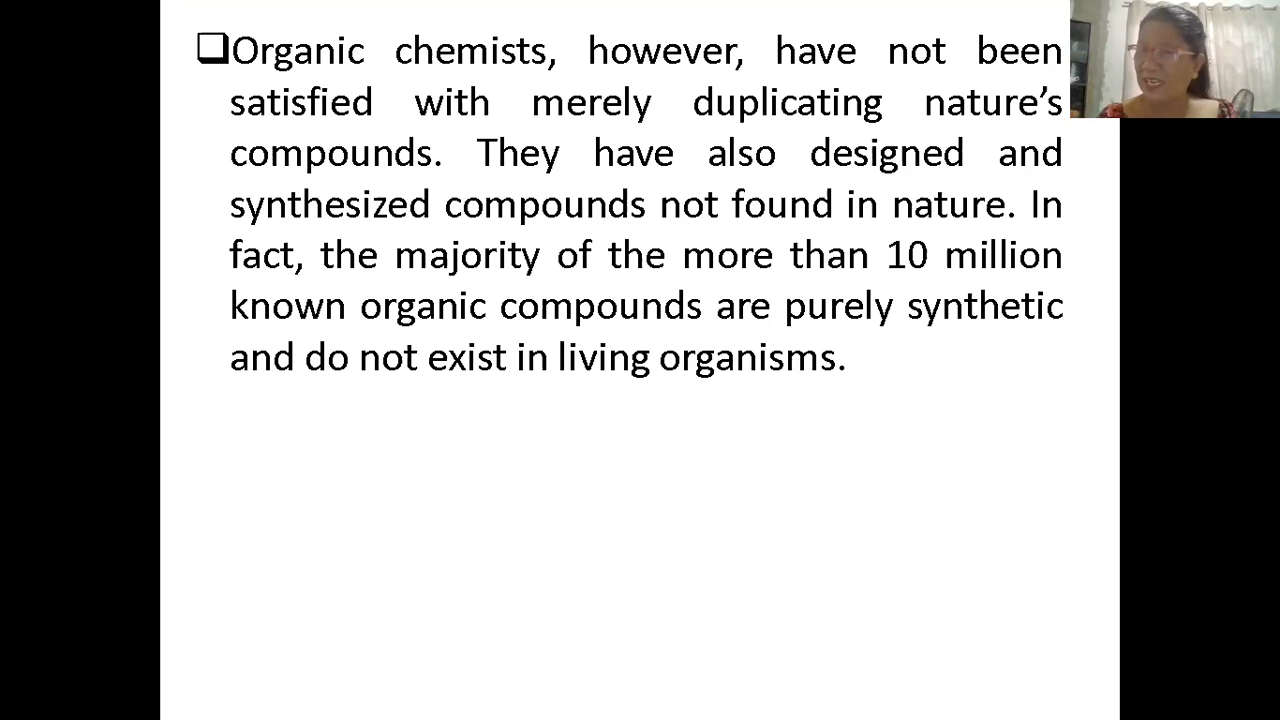 ❑Organic chemists, however, have not been
satisfied with merely duplicating nature’s
compounds. They have also designed and
synthesized compounds not found in nature. In
fact, the majority of the more than 10 million
known organic compounds are purely synthetic
and do not exist in living organisms.